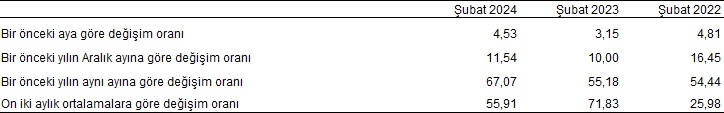 Şubat 2024 Şubat 2023 Şubat 2022
Bir önceki aya göre değişim oranı 4,53 3,15 4,81
Bir önceki yılın Aralık ayına göre değişim oranı 11,54 10,00 16,45
Bir önceki yılın aynı ayına göre değişim oranı 67,07 55,18 54,44
On iki aylık ortalamalara göre değişim oranı 55,91 71,83 25,98